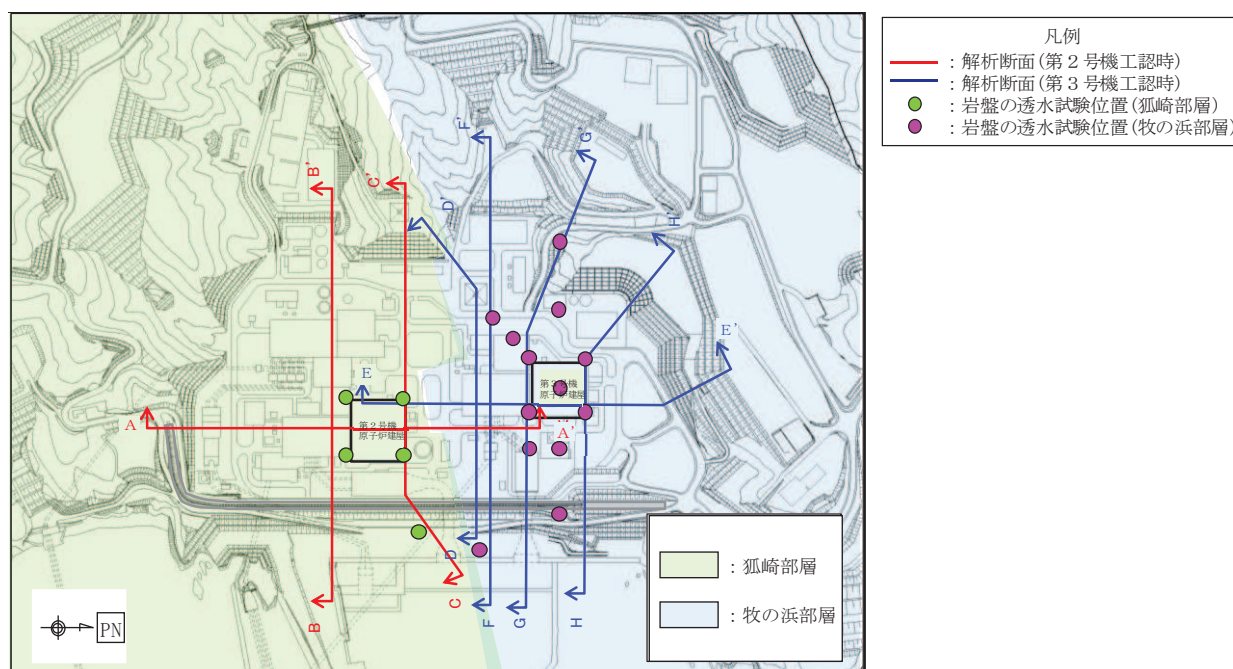 凡例
：解析断面(第２号機工認時)
：解析断面(第３号機工認時)
：岩盤の透水試験位置(狐崎部層)
：岩盤の透水試験位置(牧の浜部層)
F'
G'
B'
C'
D'
H'
E'
E
第３号機
原子炉建屋
A
第２号機
原子炉建屋
A'
D
C
B
F
G
H
：狐崎部層
：牧の浜部層
PN